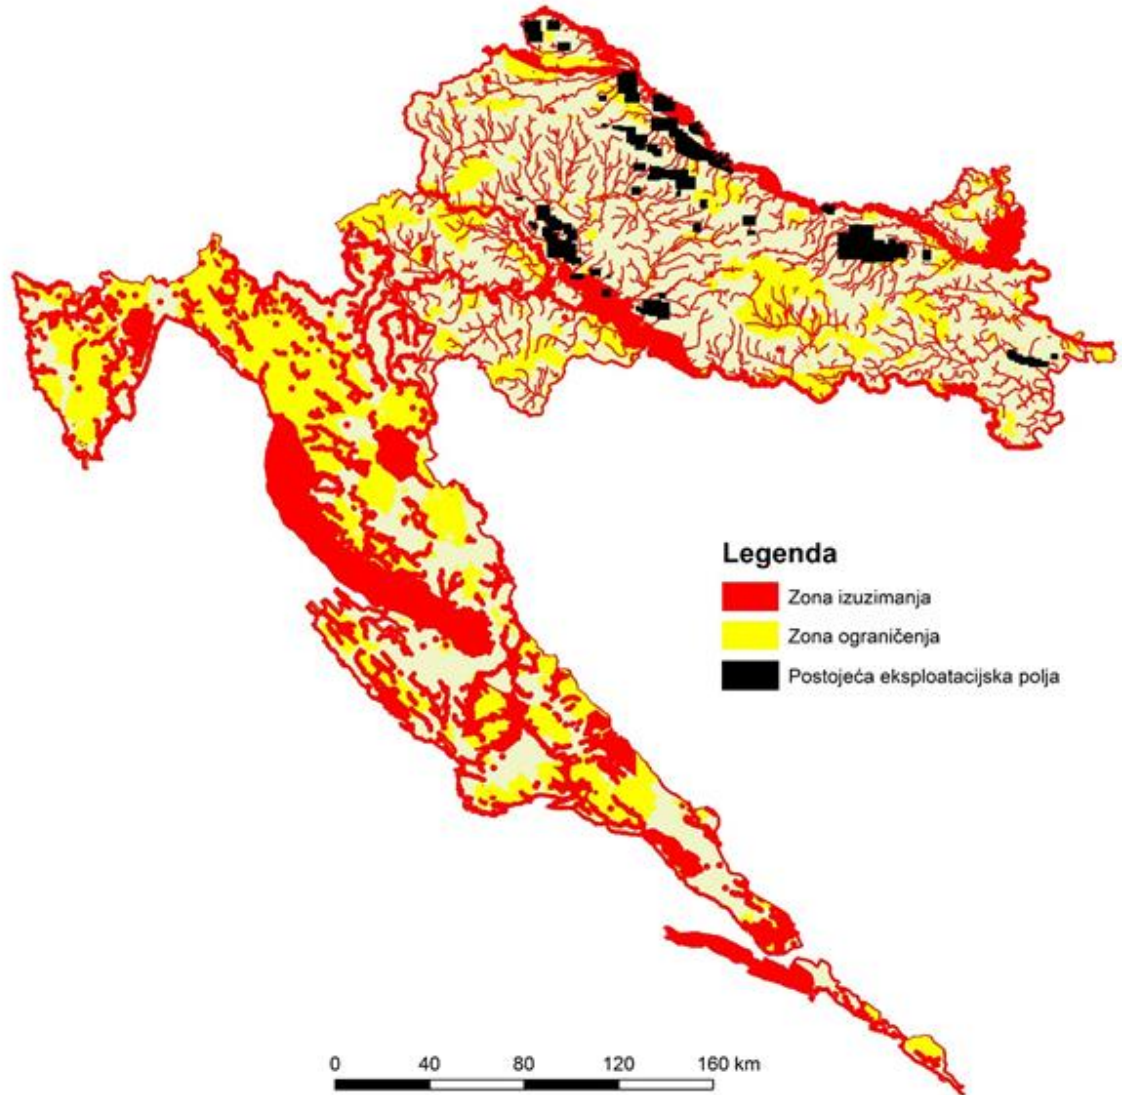 Legenda
Zona izuzimanja
Zona ograničenja
Postojeća eksploatacijska polja
0 40 80 120 160 km